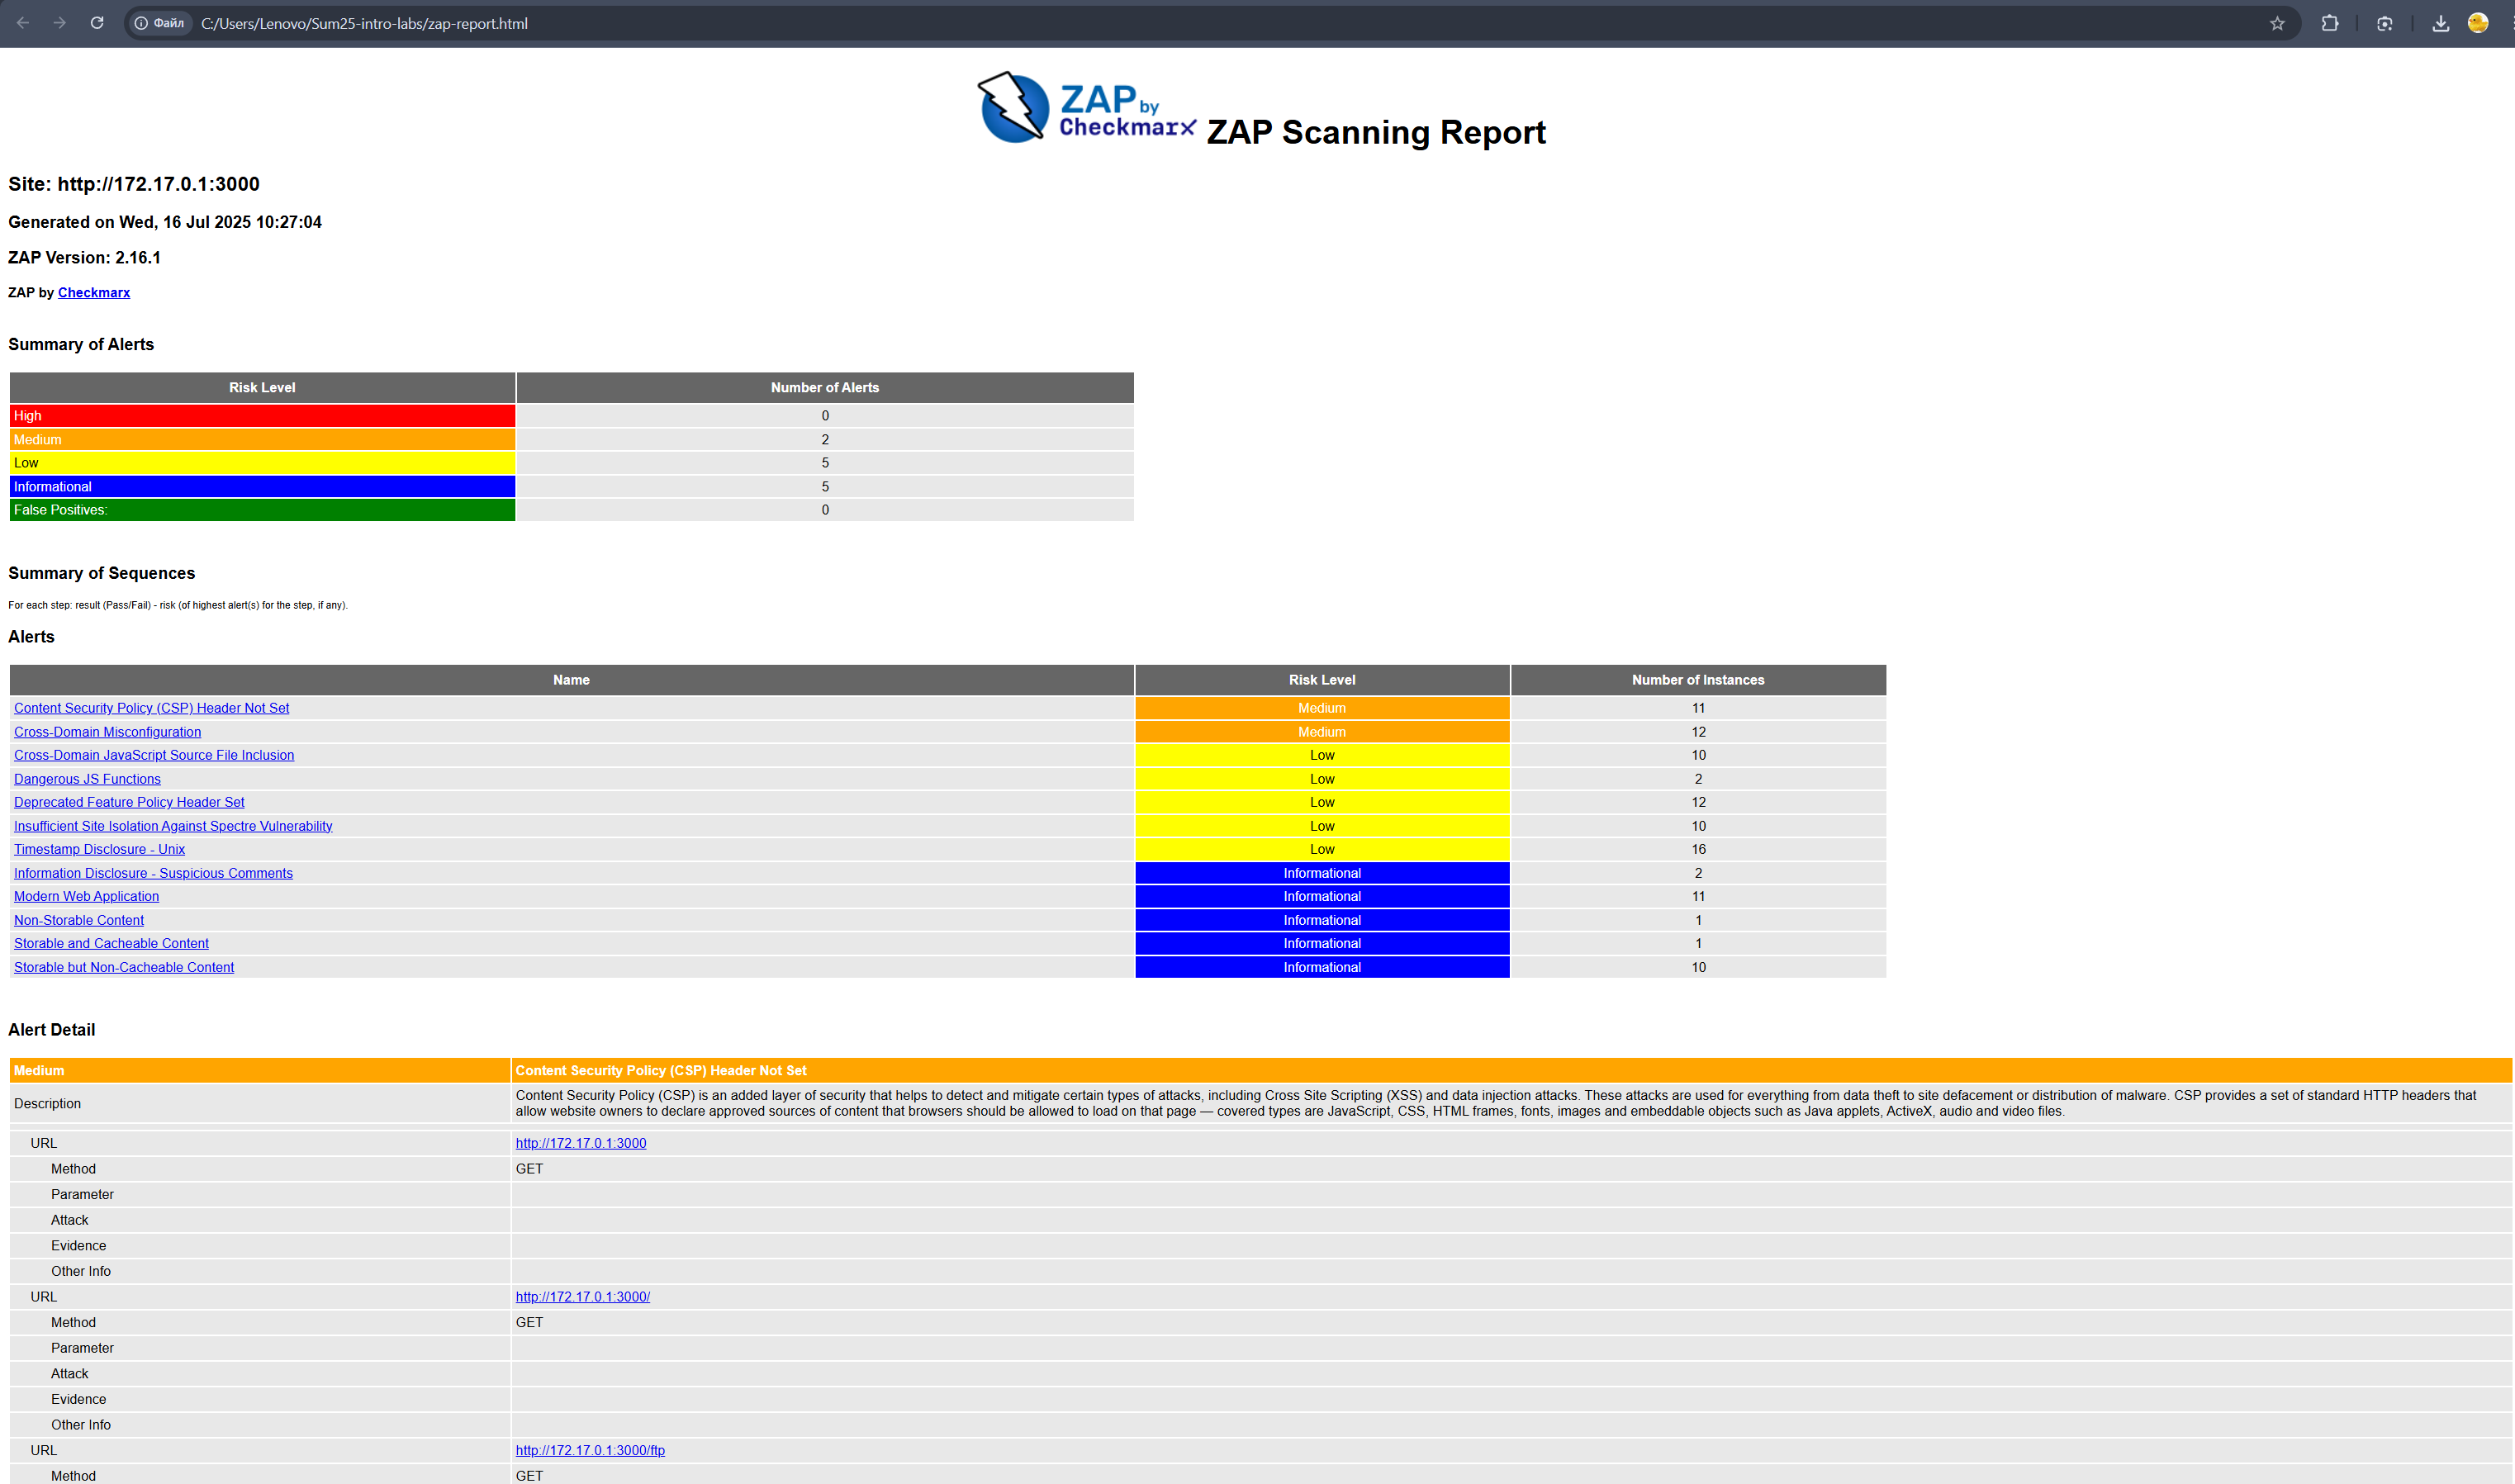 Файл C:/Users/Lenovo/Sum25-intro-labs/zap-report.html
ZAP by
Checkmarx ZAP Scanning Report
Site: http://172.17.0.1:3000
Generated on Wed, 16 Jul 2025 10:27:04
ZAP Version: 2.16.1
ZAP by Checkmarx
Summary of Alerts
Risk Level Number of Alerts
High 0
Medium 2
Low 5
Informational 5
False Positives: 0
Summary of Sequences
For each step: result (Pass/Fail) - risk (of highest alert(s) for the step, if any).
Alerts
Name Risk Level Number of Instances
Content Security Policy (CSP) Header Not Set Medium 11
Cross-Domain Misconfiguration Medium 12
Cross-Domain JavaScript Source File Inclusion Low 10
Dangerous JS Functions Low 2
Deprecated Feature Policy Header Set Low 12
Insufficient Site Isolation Against Spectre Vulnerability Low 10
Timestamp Disclosure - Unix Low 16
Information Disclosure - Suspicious Comments Informational 2
Modern Web Application Informational 11
Non-Storable Content Informational 1
Storable and Cacheable Content Informational 1
Storable but Non-Cacheable Content Informational 10
Alert Detail
Medium Content Security Policy (CSP) Header Not Set
Description Content Security Policy (CSP) is an added layer of security that helps to detect and mitigate certain types of attacks, including Cross Site Scripting (XSS) and data injection attacks. These attacks are used for everything from data theft to site defacement or distribution of malware. CSP provides a set of standard HTTP headers that
allow website owners to declare approved sources of content that browsers should be allowed to load on that page — covered types are JavaScript, CSS, HTML frames, fonts, images and embeddable objects such as Java applets, ActiveX, audio and video files.
URL http://172.17.0.1:3000
Method GET
Parameter
Attack
Evidence
Other Info
URL http://172.17.0.1:3000/
Method GET
Parameter
Attack
Evidence
Other Info
URL http://172.17.0.1:3000/ftp
Method GET